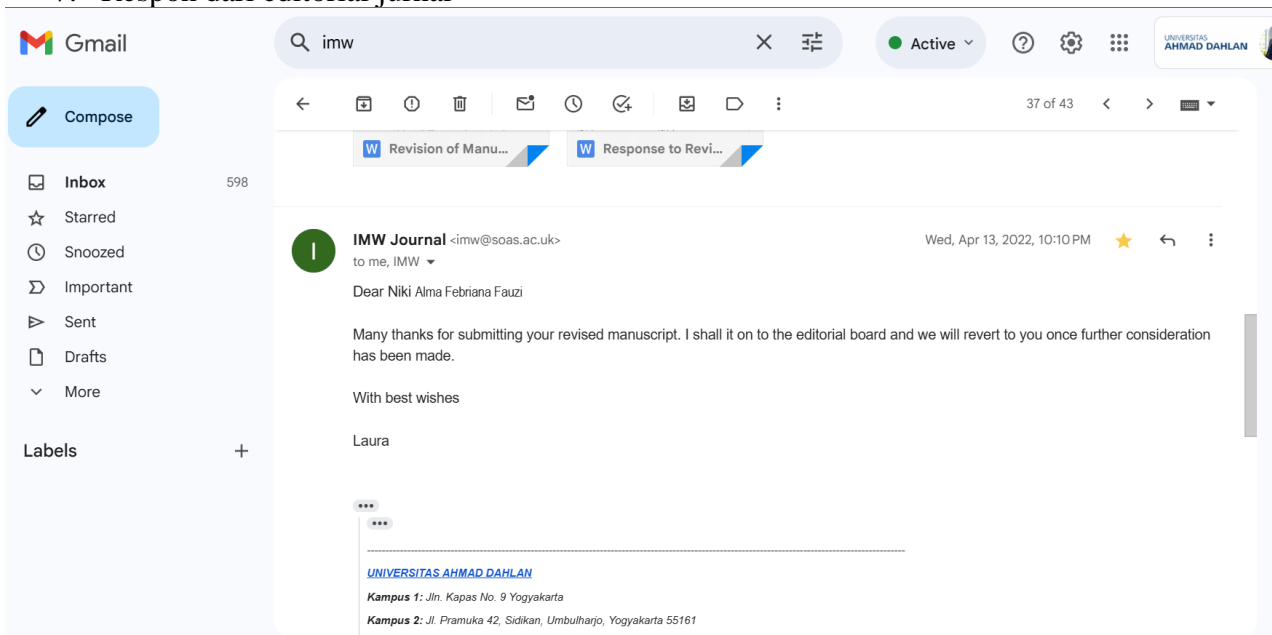 7. Respon dari editorial jurnal
Gmail
imw
Active
UNIVERSITAS
AHMAD DAHLAN
Compose
37 of 43
Revision of Manu...
Response to Revi...
Inbox 598
Starred
Snoozed
Important
Sent
Drafts
More
Labels
I
IMW Journal <imw@soas.ac.uk>
Wed, Apr 13, 2022, 10:10 PM
to me, IMW
Dear Niki Alma Febriana Fauzi
Many thanks for submitting your revised manuscript. I shall it on to the editorial board and we will revert to you once further consideration
has been made.
With best wishes
Laura
UNIVERSITAS AHMAD DAHLAN
Kampus 1: Jln. Kapas No. 9 Yogyakarta
Kampus 2: Jl. Pramuka 42, Sidikan, Umbulharjo, Yogyakarta 55161